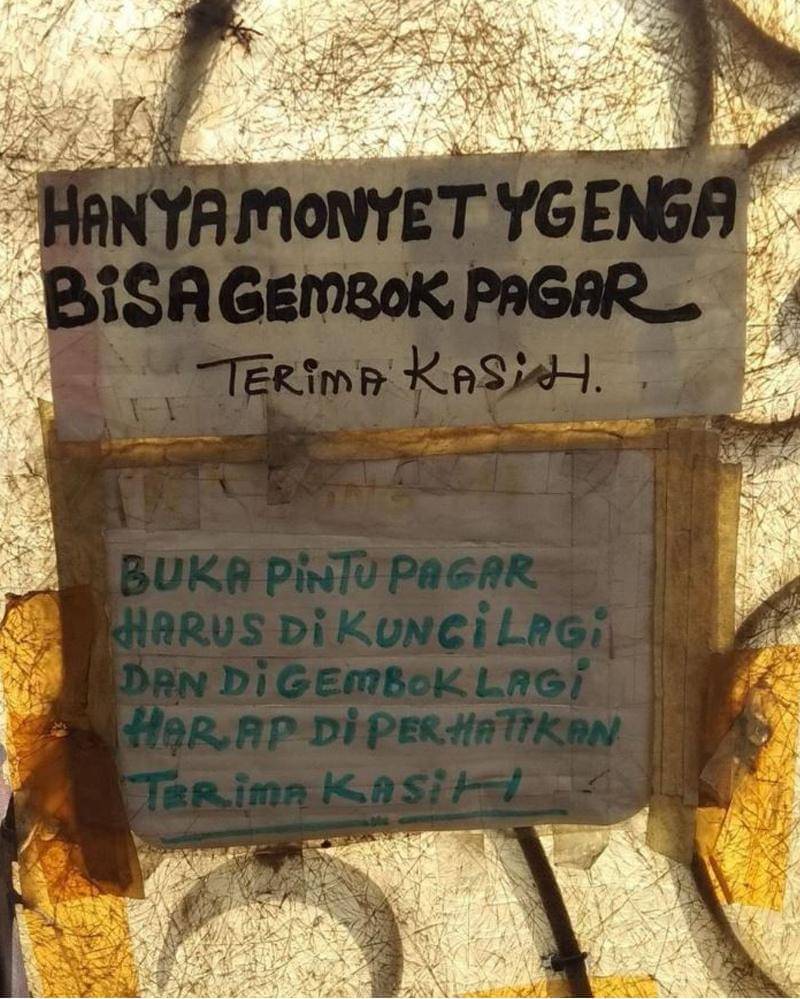 HANYA MONYET YG ENGA
BiSA GEMBOK PAGAR
TERiMA KASiH.
BUKA PiNTU PAGAR
HARUS Di KUNCi LAGi
DAN Di GEMBOK LAGi
HARAP Di PERHATiKAN
TERiMA KASiH